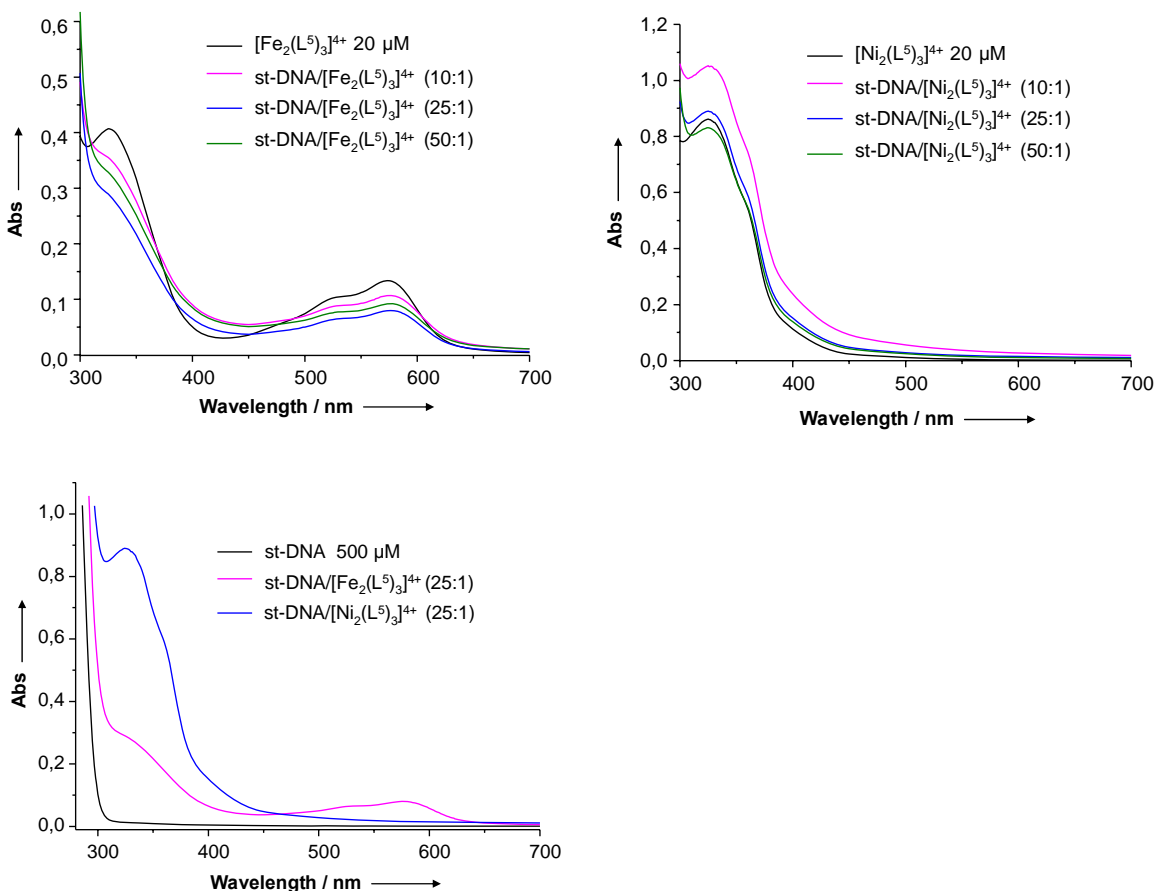 0,6
0,5
0,4
0,3
0,2
0,1
0,0
Abs
[Fe₂(L⁵)₃]⁴⁺ 20 µM
st-DNA/[Fe₂(L⁵)₃]⁴⁺ (10:1)
st-DNA/[Fe₂(L⁵)₃]⁴⁺ (25:1)
st-DNA/[Fe₂(L⁵)₃]⁴⁺ (50:1)
300 400 500 600 700
Wavelength / nm
1,2
1,0
0,8
0,6
0,4
0,2
0,0
Abs
[Ni₂(L⁵)₃]⁴⁺ 20 µM
st-DNA/[Ni₂(L⁵)₃]⁴⁺ (10:1)
st-DNA/[Ni₂(L⁵)₃]⁴⁺ (25:1)
st-DNA/[Ni₂(L⁵)₃]⁴⁺ (50:1)
300 400 500 600 700
Wavelength / nm
1,0
0,8
0,6
0,4
0,2
0,0
Abs
st-DNA 500 µM
st-DNA/[Fe₂(L⁵)₃]⁴⁺ (25:1)
st-DNA/[Ni₂(L⁵)₃]⁴⁺ (25:1)
300 400 500 600 700
Wavelength / nm